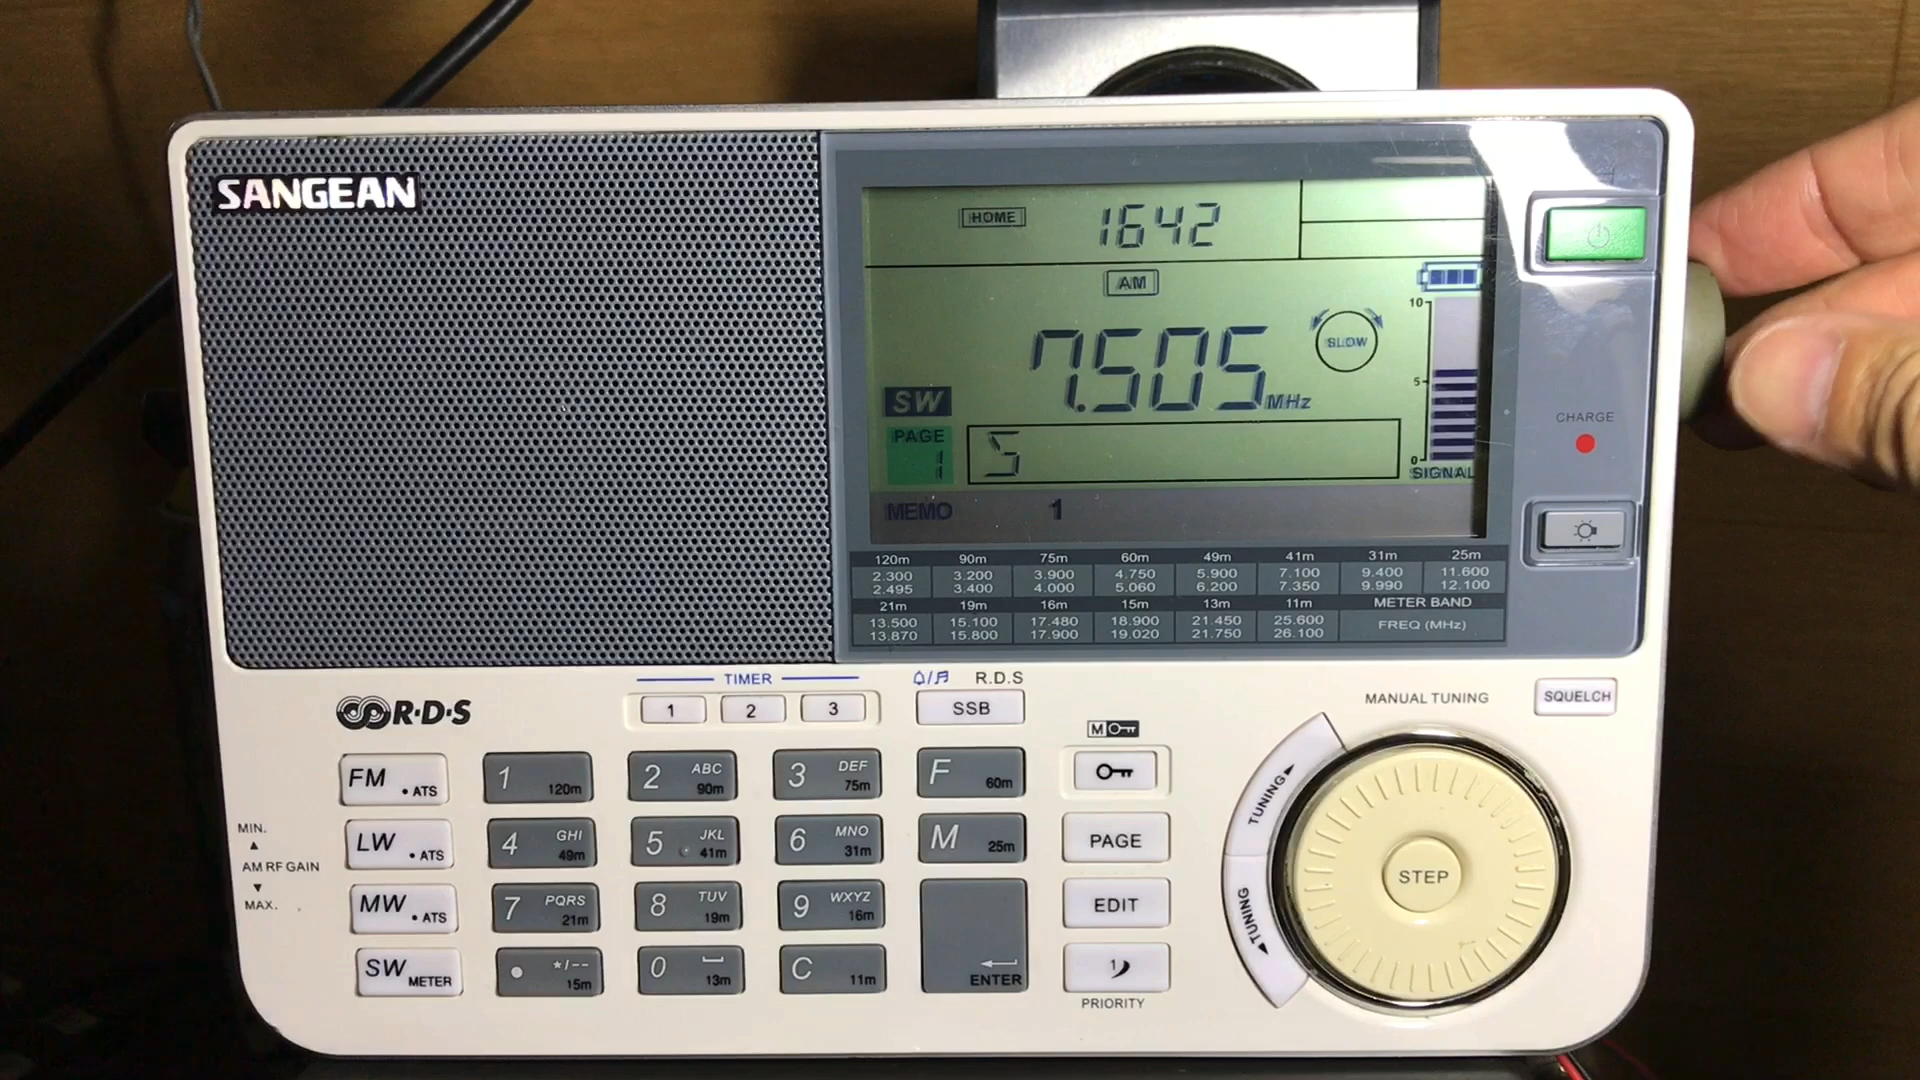 SANGEAN
HOME 1642
AM
7.505 MHz
SLOW
SW
PAGE
1
S
MEMO 1
10
5
0
SIGNAL
CHARGE
120m 90m 75m 60m 49m 41m 31m 25m
2.300 3.200 3.900 4.750 5.900 7.100 9.400 11.600
2.495 3.400 4.000 5.060 6.200 7.350 9.990 12.100
21m 19m 16m 15m 13m 11m METER BAND
13.500 15.100 17.480 18.900 21.450 25.600 FREQ (MHz)
13.870 15.800 17.900 19.020 21.750 26.100
R·D·S
TIMER
1 2 3
R.D.S
SSB
MANUAL TUNING
SQUELCH
M
FM • ATS
1 120m
2 ABC 90m
3 DEF 75m
F 60m
LW • ATS
4 GHI 49m
5 JKL 41m
6 MNO 31m
M 25m
PAGE
MW • ATS
7 PQRS 21m
8 TUV 19m
9 WXYZ 16m
ENTER
EDIT
SW METER
• */-- 15m
0 13m
C 11m
1
PRIORITY
MIN.
▲
AM RF GAIN
▼
MAX.
TUNING
TUNING
STEP